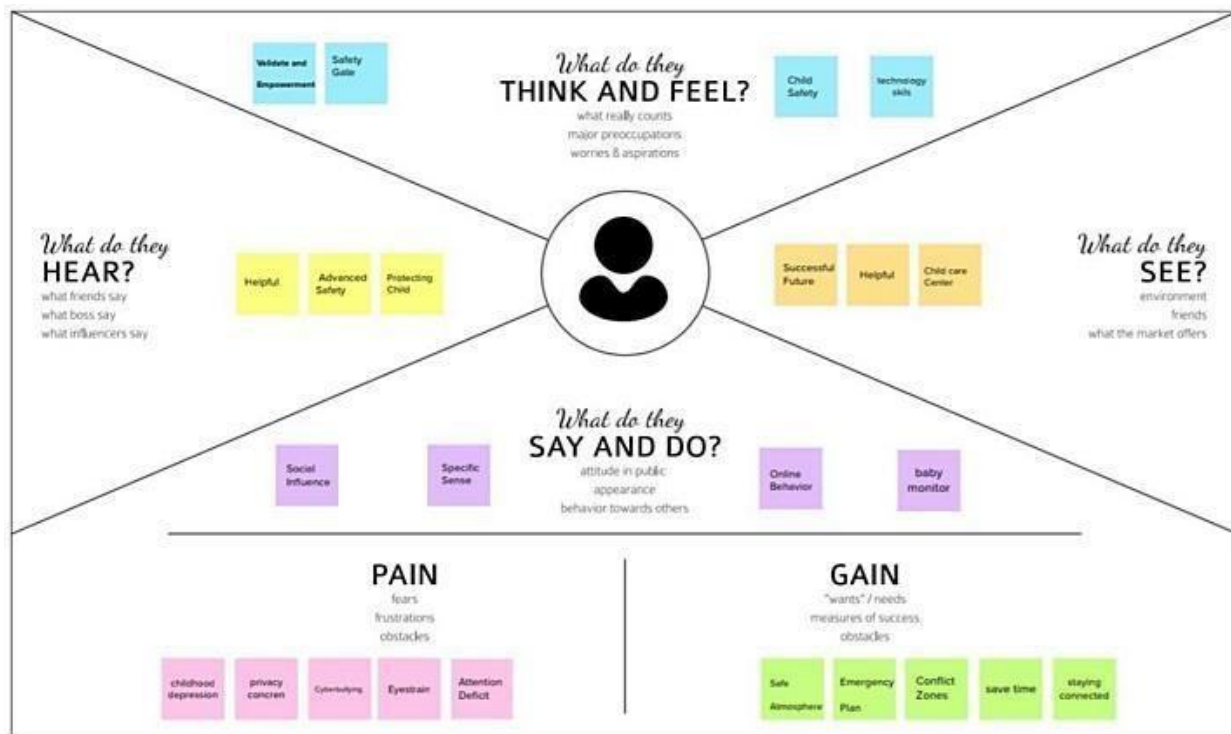 What do they
THINK AND FEEL?
what really counts
major preoccupations
worries & aspirations
Validate and
Empowerment
Safety
Gate
Child
Safety
technology
skils
What do they
HEAR?
what friends say
what boss say
what influencers say
Helpful
Advanced
Safety
Protecting
Child
Successful
Future
Helpful
Child care
Center
What do they
SEE?
environment
friends
what the market offers
What do they
SAY AND DO?
attitude in public
appearance
behavior towards others
Social
Influence
Specific
Sense
Online
Behavior
baby
monitor
PAIN
fears
frustrations
obstacles
childhood
depression
privacy
concren
Cyberbullying
Eyestrain
Attention
Deficit
GAIN
"wants" / needs
measures of success
obstacles
Safe
Atmosphere
Emergency
Plan
Conflict
Zones
save time
staying
connected